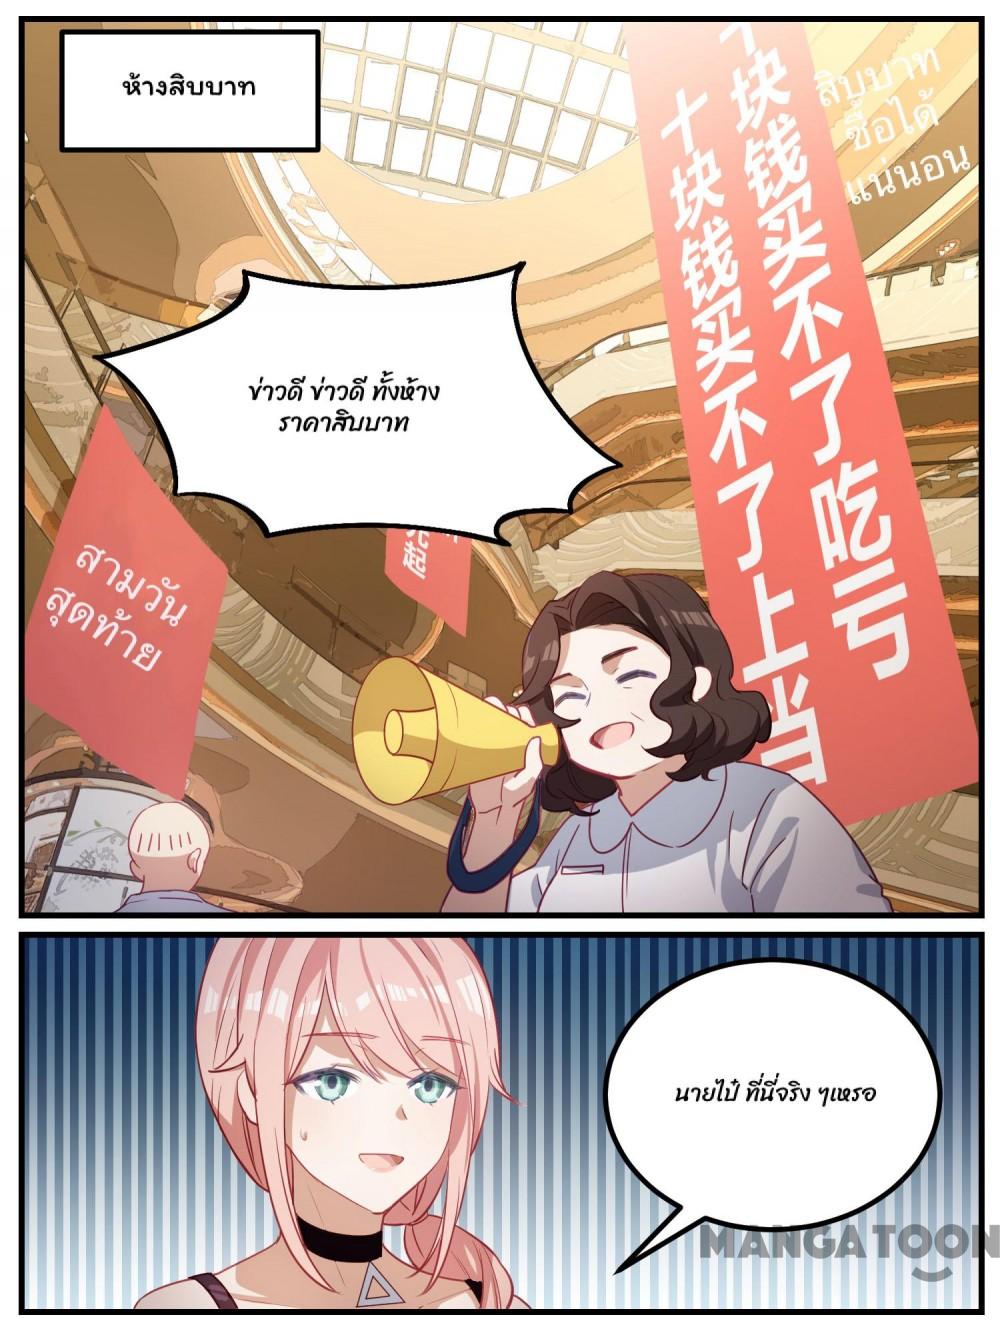 ห้างสิบบาท
สิบบาท
ซื้อได้
แน่นอน
十块钱买不了吃亏
十块钱买不了上当
ข่าวดี ข่าวดี ทั้งห้าง
ราคาสิบบาท
สามวัน
สุดท้าย
起
นายไป๋ ที่นี่จริง ๆเหรอ
MANGATOON